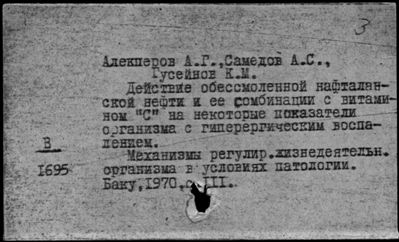 3
Алекперов А.Г.,Самедов А.С.,
Гусейнов К.М.
Действие обессмоленной нафталан-
ской нефти и ее комбинации с витами-
ном "С" на некоторые показатели
организма с гиперергическим воспа-
лением.
В
1695
Механизмы регулир.жизнедеятельн.
организма в условиях патологии.
Баку,1970.с.III.